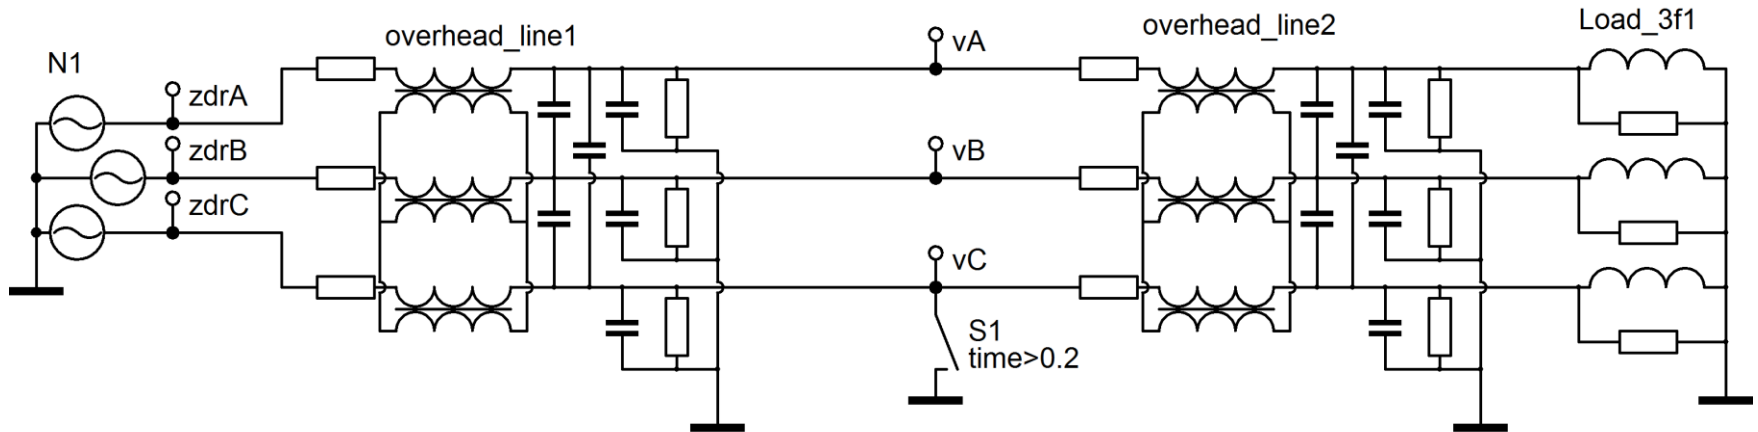 N1
zdrA
zdrB
zdrC
overhead_line1
vA
vB
vC
S1
time>0.2
overhead_line2
Load_3f1